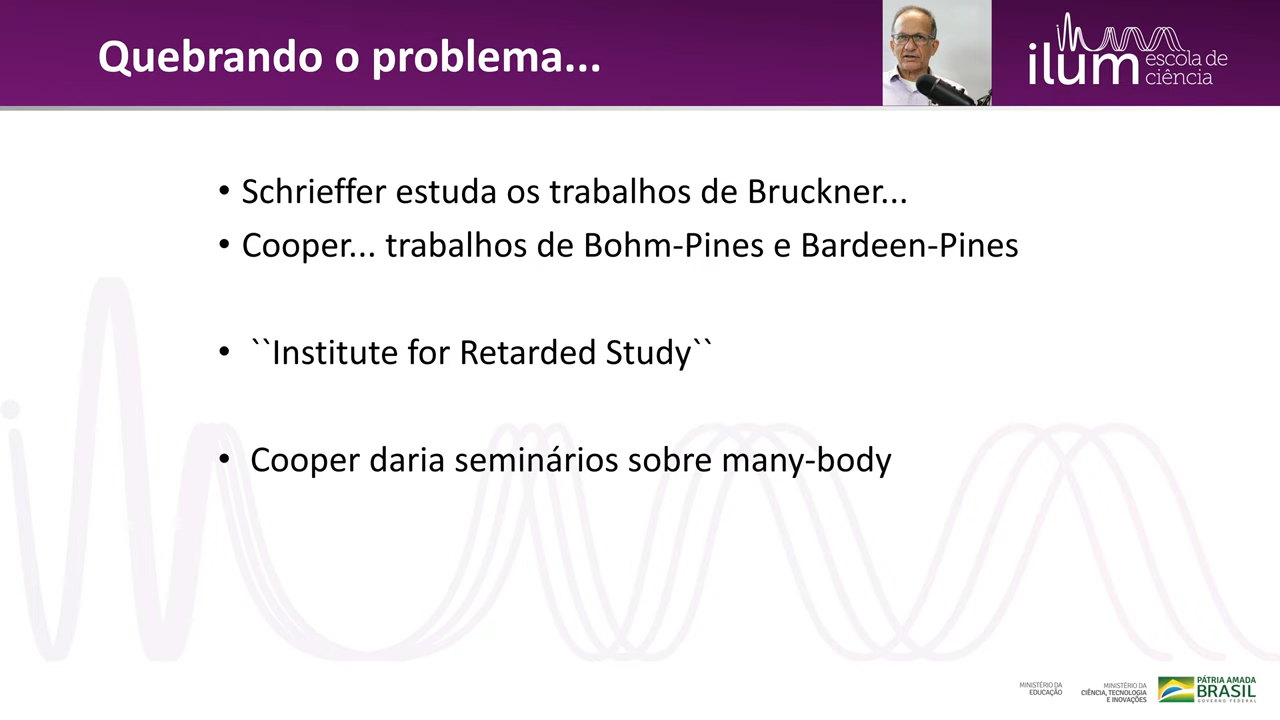 Quebrando o problema...
ilum escola de
ciência
• Schrieffer estuda os trabalhos de Bruckner...
• Cooper... trabalhos de Bohm-Pines e Bardeen-Pines
• ``Institute for Retarded Study``
• Cooper daria seminários sobre many-body
MINISTÉRIO DA
EDUCAÇÃO
MINISTÉRIO DA
CIÊNCIA, TECNOLOGIA
E INOVAÇÕES
PÁTRIA AMADA
BRASIL
GOVERNO FEDERAL